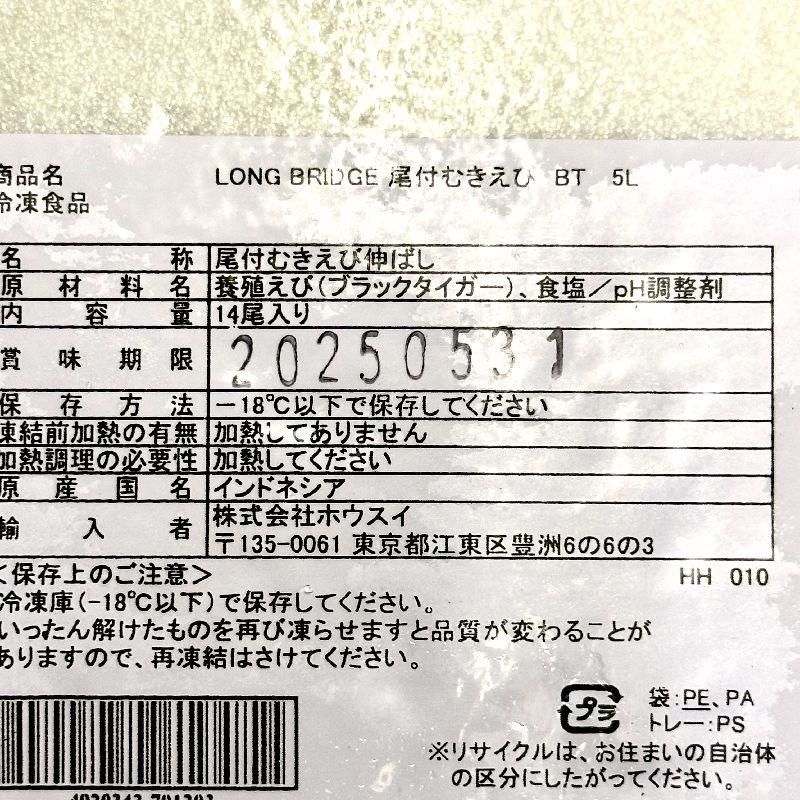 商品名 LONG BRIDGE 尾付むきえび BT 5L
冷凍食品
名称 尾付むきえび伸ばし
原材料名 養殖えび(ブラックタイガー)、食塩/pH調整剤
内容量 14尾入り
賞味期限 20250531
保存方法 -18℃以下で保存してください
凍結前加熱の有無 加熱してありません
加熱調理の必要性 加熱してください
原産国名 インドネシア
輸入者 株式会社ホウスイ
〒135-0061 東京都江東区豊洲6の6の3
<保存上のご注意> HH 010
冷凍庫(-18℃以下)で保存してください。
いったん解けたものを再び凍らせますと品質が変わることが
ありますので、再凍結はさけてください。
プラ 袋:PE、PA
トレー:PS
※リサイクルは、お住まいの自治体
の区分にしたがってください。